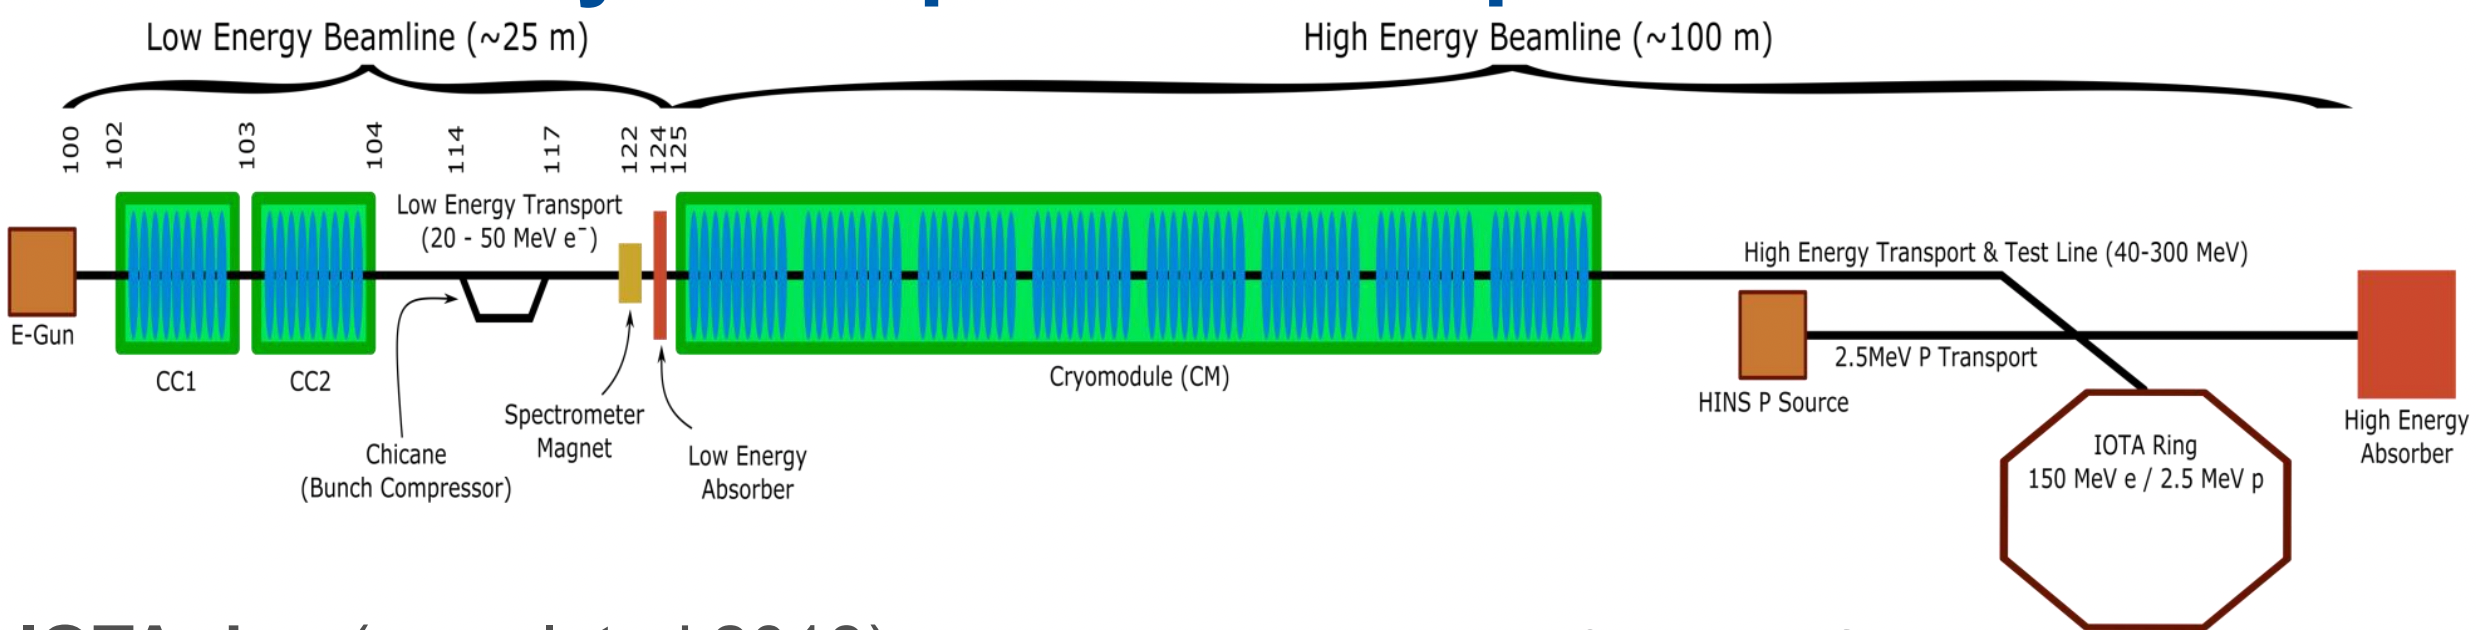 Low Energy Beamline (~25 m)
High Energy Beamline (~100 m)
100
102
103
104
114
117
122
124
125
Low Energy Transport
(20 - 50 MeV e⁻)
High Energy Transport & Test Line (40-300 MeV)
E-Gun
CC1
CC2
Cryomodule (CM)
2.5MeV P Transport
HINS P Source
Spectrometer
Magnet
Chicane
(Bunch Compressor)
Low Energy
Absorber
High Energy
Absorber
IOTA Ring
150 MeV e / 2.5 MeV p